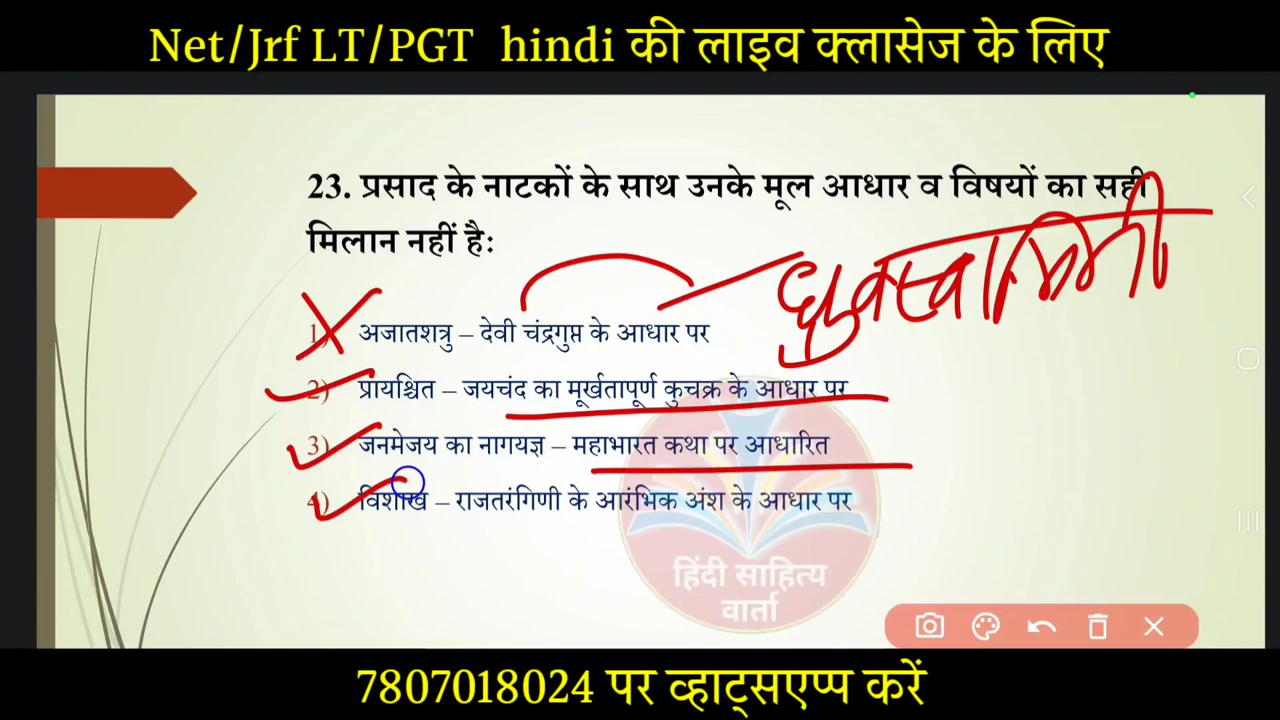 Net/Jrf LT/PGT hindi की लाइव क्लासेज के लिए
23. प्रसाद के नाटकों के साथ उनके मूल आधार व विषयों का सही
मिलान नहीं है:
ध्रुवस्वामिनी
1) अजातशत्रु – देवी चंद्रगुप्त के आधार पर
2) प्रायश्चित – जयचंद का मूर्खतापूर्ण कुचक्र के आधार पर
3) जनमेजय का नागयज्ञ – महाभारत कथा पर आधारित
4) विशाख – राजतरंगिणी के आरंभिक अंश के आधार पर
हिंदी साहित्य
वार्ता
7807018024 पर व्हाट्सएप्प करें